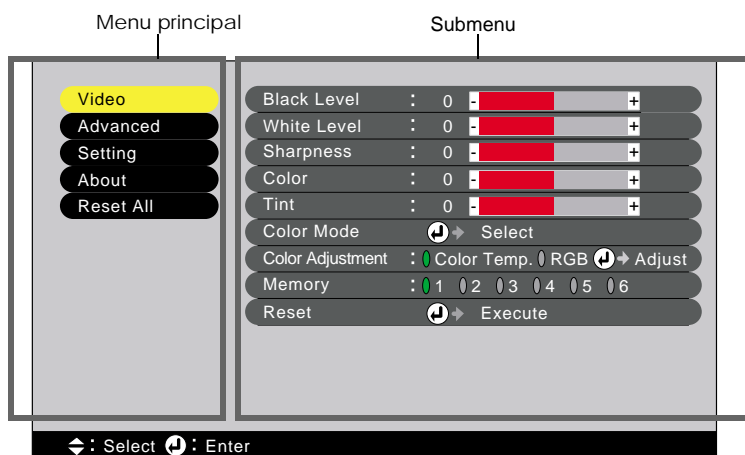 Menu principal
Submenu
Video
Advanced
Setting
About
Reset All
Black Level : 0 - +
White Level : 0 - +
Sharpness : 0 - +
Color : 0 - +
Tint : 0 - +
Color Mode Select
Color Adjustment : Color Temp. RGB Adjust
Memory : 1 2 3 4 5 6
Reset Execute
: Select : Enter